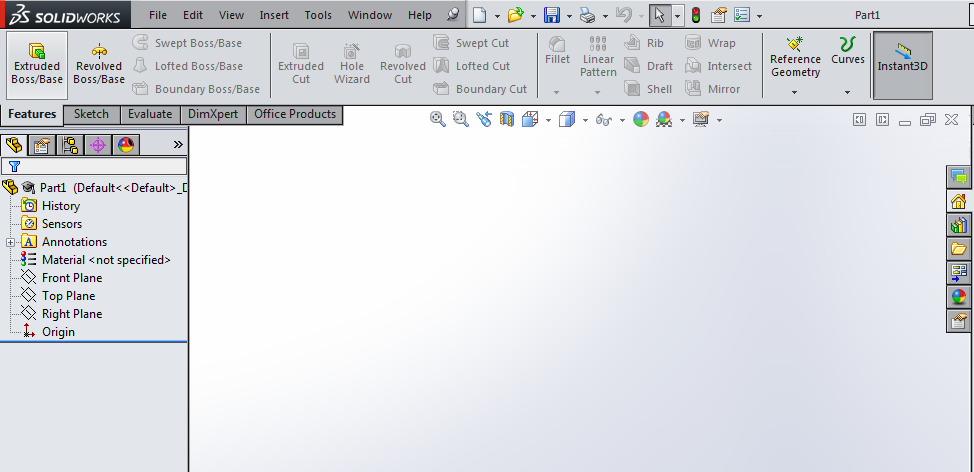 SOLIDWORKS File Edit View Insert Tools Window Help Part1
Extruded Boss/Base
Revolved Boss/Base
Swept Boss/Base
Lofted Boss/Base
Boundary Boss/Base
Extruded Cut
Hole Wizard
Revolved Cut
Swept Cut
Lofted Cut
Boundary Cut
Fillet
Linear Pattern
Rib
Draft
Shell
Wrap
Intersect
Mirror
Reference Geometry
Curves
Instant3D
Features Sketch Evaluate DimXpert Office Products
Part1 (Default<<Default>_D
History
Sensors
A Annotations
Material <not specified>
Front Plane
Top Plane
Right Plane
Origin